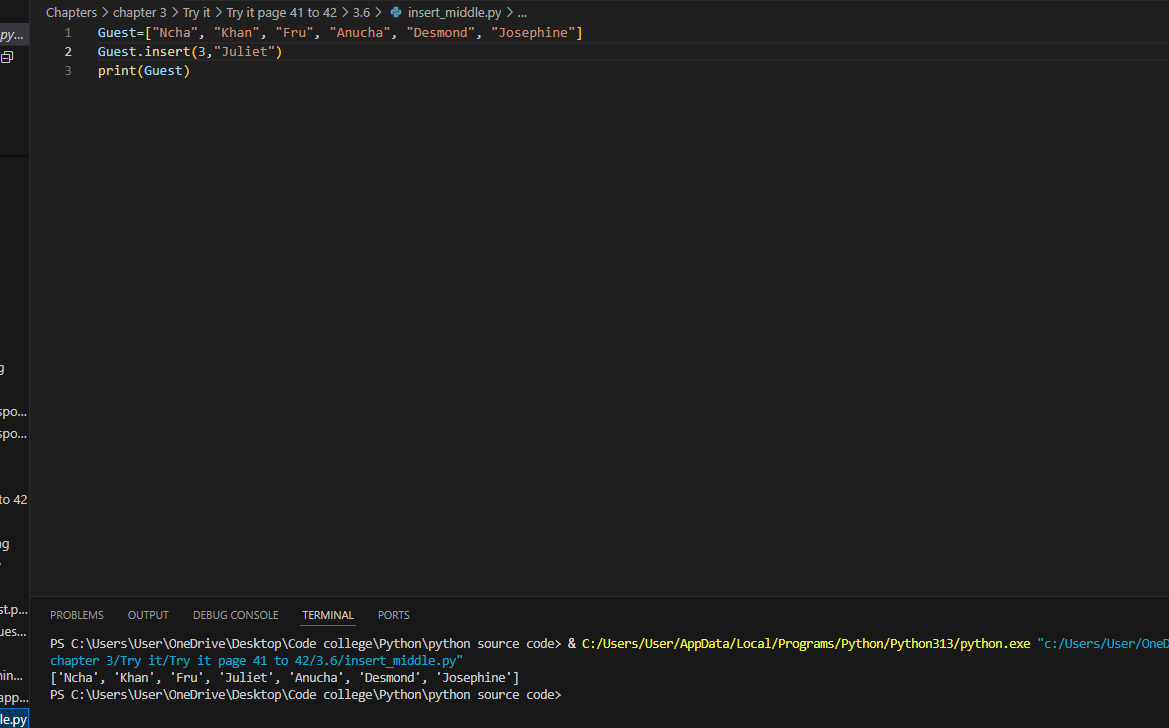 Chapters > chapter 3 > Try it > Try it page 41 to 42 > 3.6 > insert_middle.py > ...
py...
1 Guest=["Ncha", "Khan", "Fru", "Anucha", "Desmond", "Josephine"]
2 Guest.insert(3,"Juliet")
3 print(Guest)
g
spo...
spo...
to 42
ng
st.p...
ues...
nin...
app...
le.py
PROBLEMS OUTPUT DEBUG CONSOLE TERMINAL PORTS
PS C:\Users\User\OneDrive\Desktop\Code college\Python\python source code> & C:/Users/User/AppData/Local/Programs/Python/Python313/python.exe "c:/Users/User/OneD
chapter 3/Try it/Try it page 41 to 42/3.6/insert_middle.py"
['Ncha', 'Khan', 'Fru', 'Juliet', 'Anucha', 'Desmond', 'Josephine']
PS C:\Users\User\OneDrive\Desktop\Code college\Python\python source code>